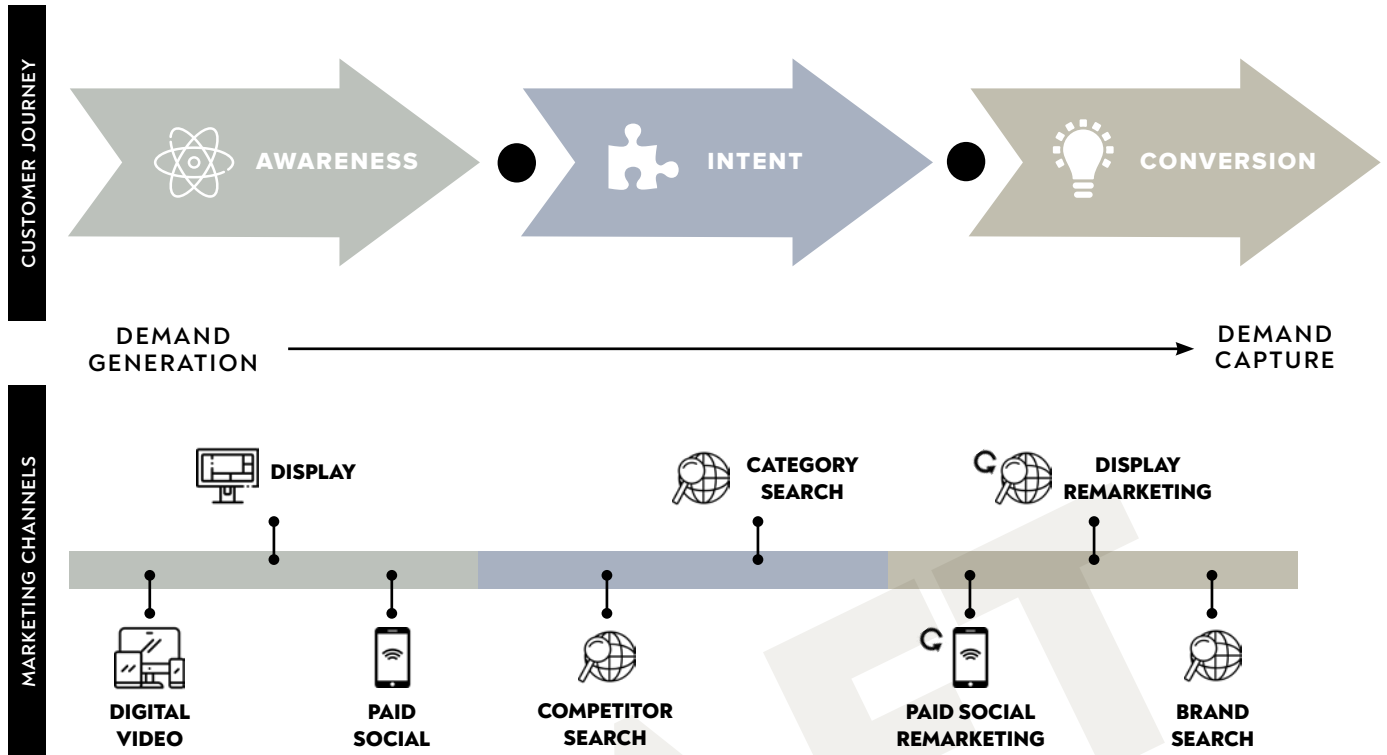 CUSTOMER JOURNEY
AWARENESS
INTENT
CONVERSION
DEMAND
GENERATION
DEMAND
CAPTURE
MARKETING CHANNELS
DISPLAY
CATEGORY
SEARCH
DISPLAY
REMARKETING
DIGITAL
VIDEO
PAID
SOCIAL
COMPETITOR
SEARCH
PAID SOCIAL
REMARKETING
BRAND
SEARCH